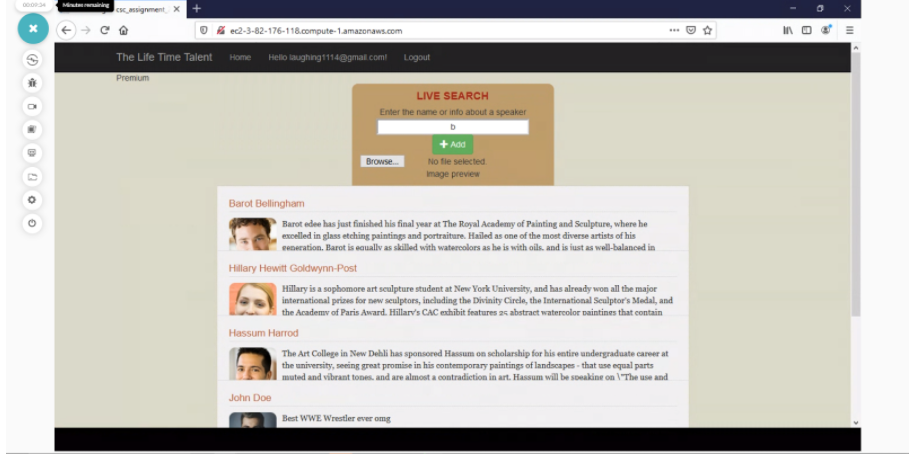 00:09:34 Minutes remaining csc_assignment_
ec2-3-82-176-118.compute-1.amazonaws.com
The Life Time Talent Home Hello laughing1114@gmail.com! Logout
Premium
LIVE SEARCH
Enter the name or info about a speaker
b
Add
Browse... No file selected.
image preview
Barot Bellingham
Barot edee has just finished his final year at The Royal Academy of Painting and Sculpture, where he
excelled in glass etching paintings and portraiture. Hailed as one of the most diverse artists of his
generation, Barot is equally as skilled with watercolors as he is with oils, and is just as well-balanced in
Hillary Hewitt Goldwynn-Post
Hillary is a sophomore art sculpture student at New York University, and has already won all the major
international prizes for new sculptors, including the Divinity Circle, the International Sculptor's Medal, and
the Academy of Paris Award. Hillary's CAC exhibit features 25 abstract watercolor paintings that contain
Hassum Harrod
The Art College in New Dehli has sponsored Hassum on scholarship for his entire undergraduate career at
the university, seeing great promise in his contemporary paintings of landscapes - that use equal parts
muted and vibrant tones, and are almost a contradiction in art. Hassum will be speaking on \"The use and
John Doe
Best WWE Wrestler ever omg